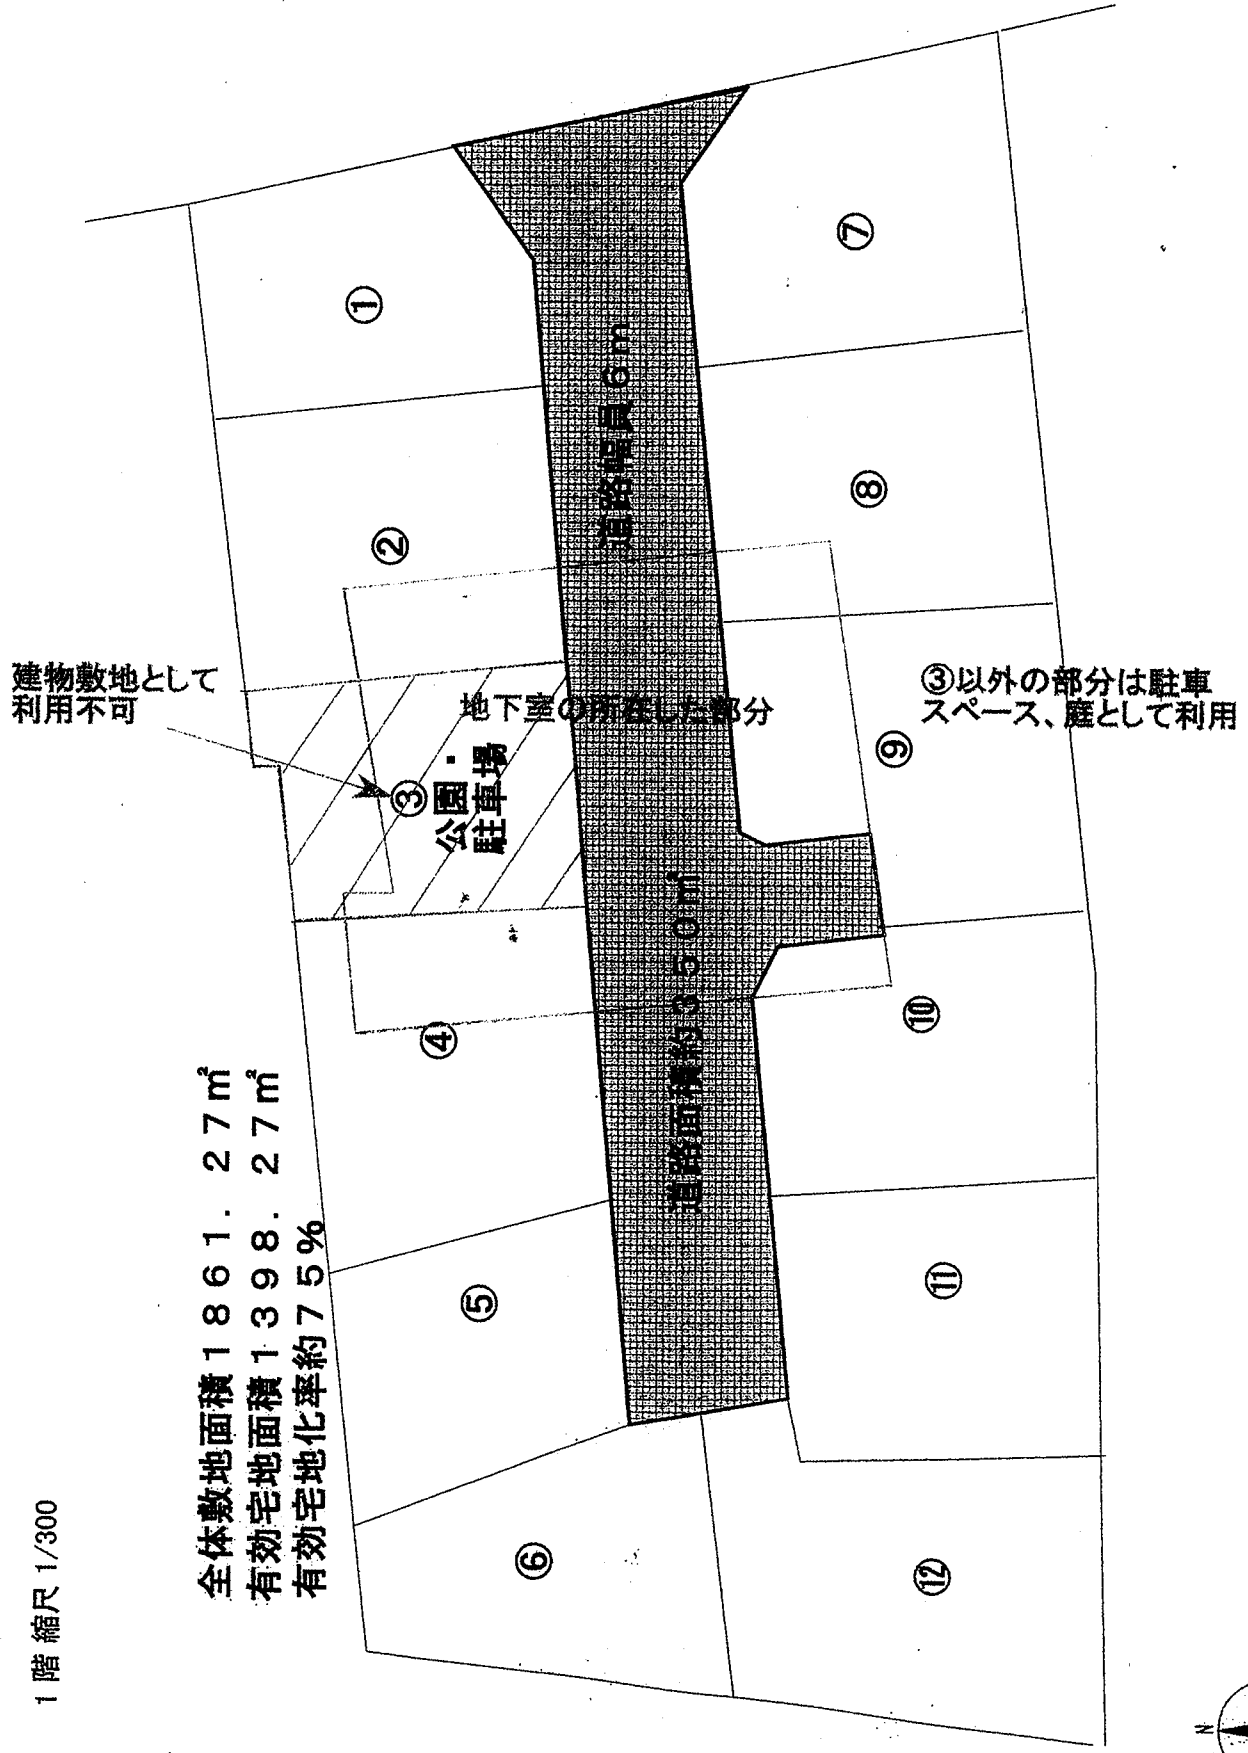 1階 縮尺 1/300
全体敷地面積1861.27㎡
有効宅地面積1398.27㎡
有効宅地化率約75%
建物敷地として
利用不可
地下室の所在した部分
③以外の部分は駐車
スペース、庭として利用
①
②
③
公園・
駐車場
④
⑤
⑥
道路幅員6m
道路面積約350㎡
⑦
⑧
⑨
⑩
⑪
⑫
N